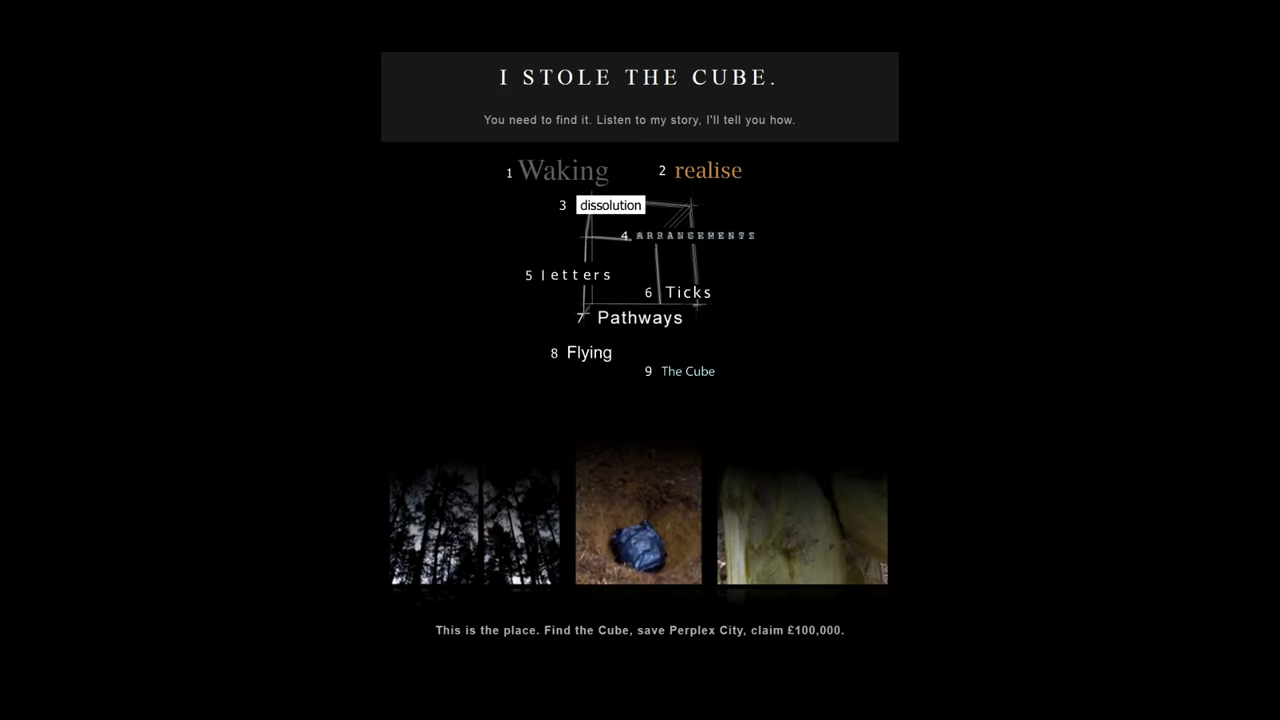 I STOLE THE CUBE.
You need to find it. Listen to my story, I'll tell you how.
1 Waking
2 realise
3 dissolution
4 ARRANGEMENTS
5 letters
6 Ticks
7 Pathways
8 Flying
9 The Cube
This is the place. Find the Cube, save Perplex City, claim £100,000.